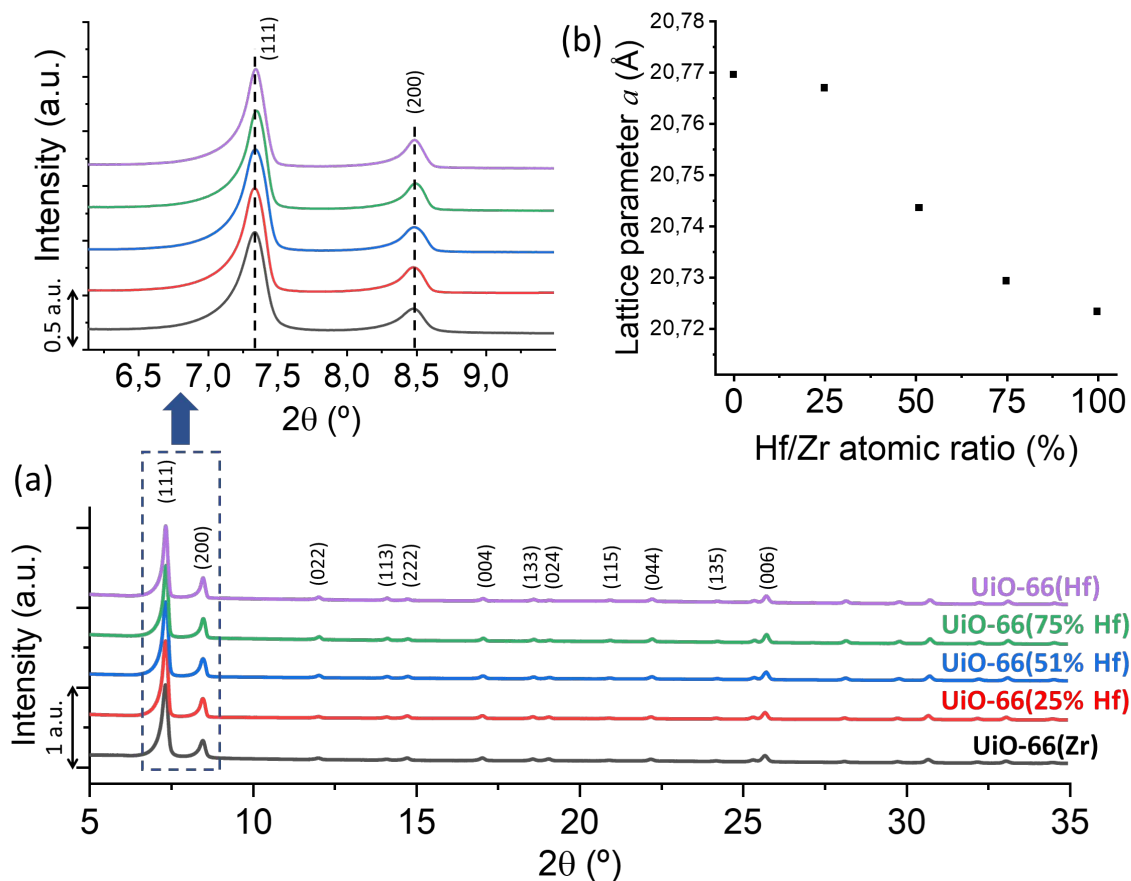 Intensity (a.u.)
0.5 a.u.
(111)
(200)
6,5 7,0 7,5 8,0 8,5 9,0
2θ (º)
(b)
Lattice parameter a (Å)
20,78
20,77
20,76
20,75
20,74
20,73
20,72
0 25 50 75 100
Hf/Zr atomic ratio (%)
(a)
Intensity (a.u.)
1 a.u.
(111)
(200)
(022)
(113)
(222)
(004)
(133)
(024)
(115)
(044)
(135)
(006)
UiO-66(Hf)
UiO-66(75% Hf)
UiO-66(51% Hf)
UiO-66(25% Hf)
UiO-66(Zr)
5 10 15 20 25 30 35
2θ (º)